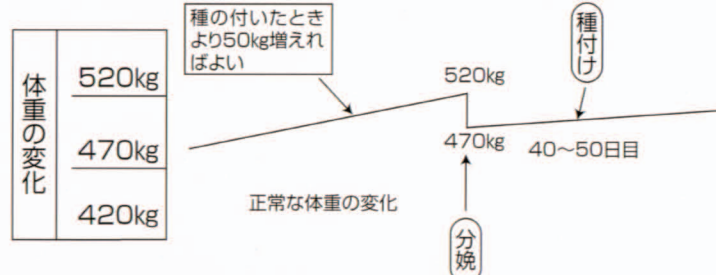 体重の変化
520kg
470kg
420kg
種の付いたとき
より50kg増えれ
ばよい
520kg
470kg
種付け
40〜50日目
正常な体重の変化
分娩